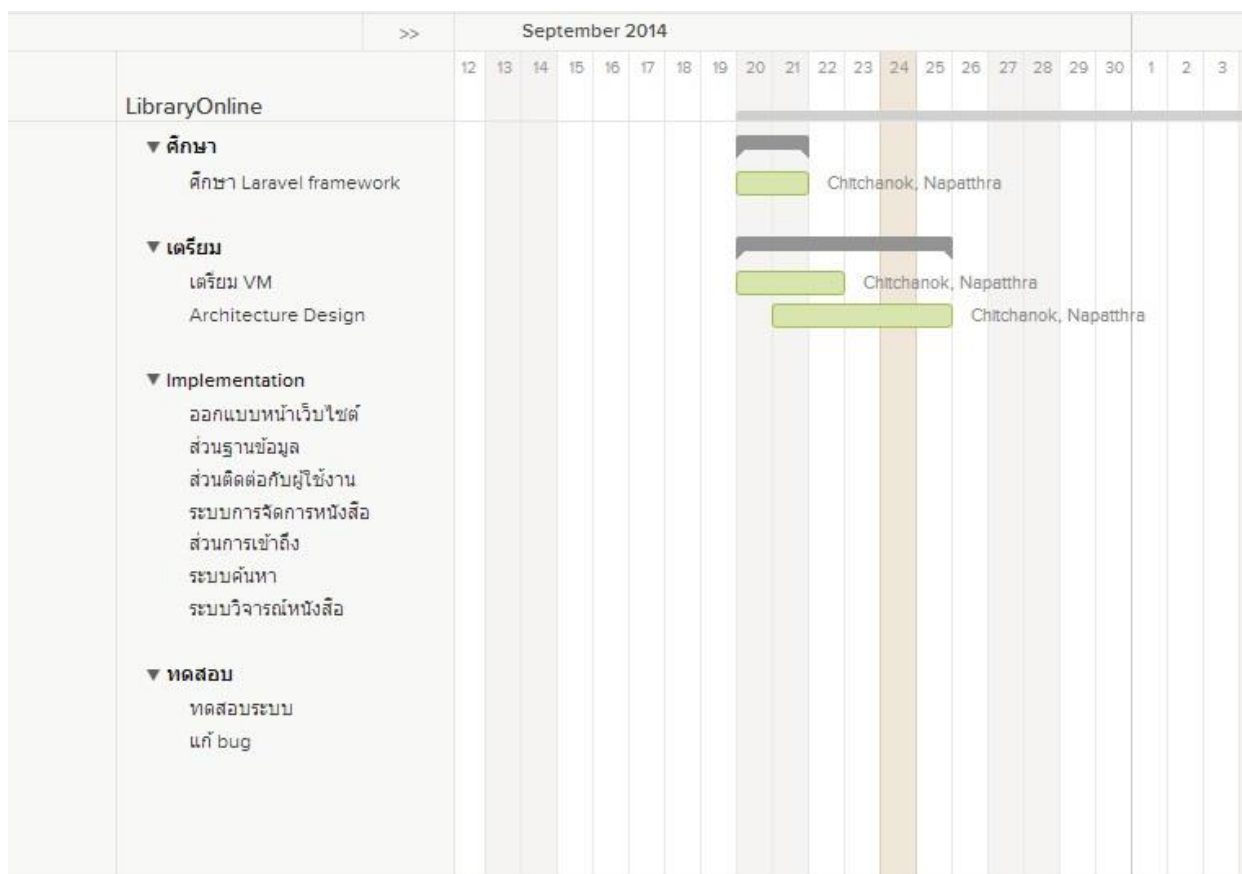 >> September 2014
12 13 14 15 16 17 18 19 20 21 22 23 24 25 26 27 28 29 30 1 2 3
LibraryOnline
▼ ศึกษา
ศึกษา Laravel framework Chitchanok, Napatthra
▼ เตรียม
เตรียม VM Chitchanok, Napatthra
Architecture Design Chitchanok, Napatthra
▼ Implementation
ออกแบบหน้าเว็บไซต์
ส่วนฐานข้อมูล
ส่วนติดต่อกับผู้ใช้งาน
ระบบการจัดการหนังสือ
ส่วนการเข้าถึง
ระบบค้นหา
ระบบวิจารณ์หนังสือ
▼ ทดสอบ
ทดสอบระบบ
แก้ bug